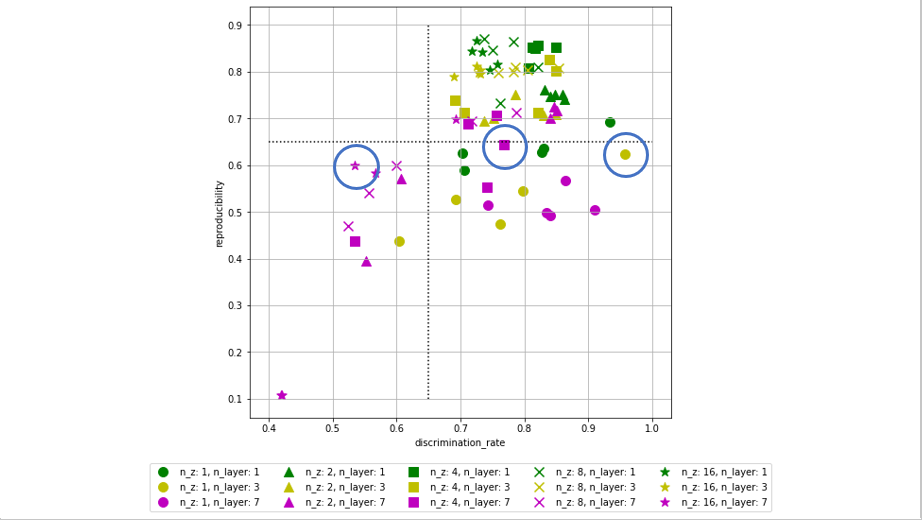 0.9
0.8
0.7
0.6
0.5
0.4
0.3
0.2
0.1
reproducibility
0.4 0.5 0.6 0.7 0.8 0.9 1.0
discrimination_rate
n_z: 1, n_layer: 1 n_z: 2, n_layer: 1 n_z: 4, n_layer: 1 n_z: 8, n_layer: 1 n_z: 16, n_layer: 1
n_z: 1, n_layer: 3 n_z: 2, n_layer: 3 n_z: 4, n_layer: 3 n_z: 8, n_layer: 3 n_z: 16, n_layer: 3
n_z: 1, n_layer: 7 n_z: 2, n_layer: 7 n_z: 4, n_layer: 7 n_z: 8, n_layer: 7 n_z: 16, n_layer: 7